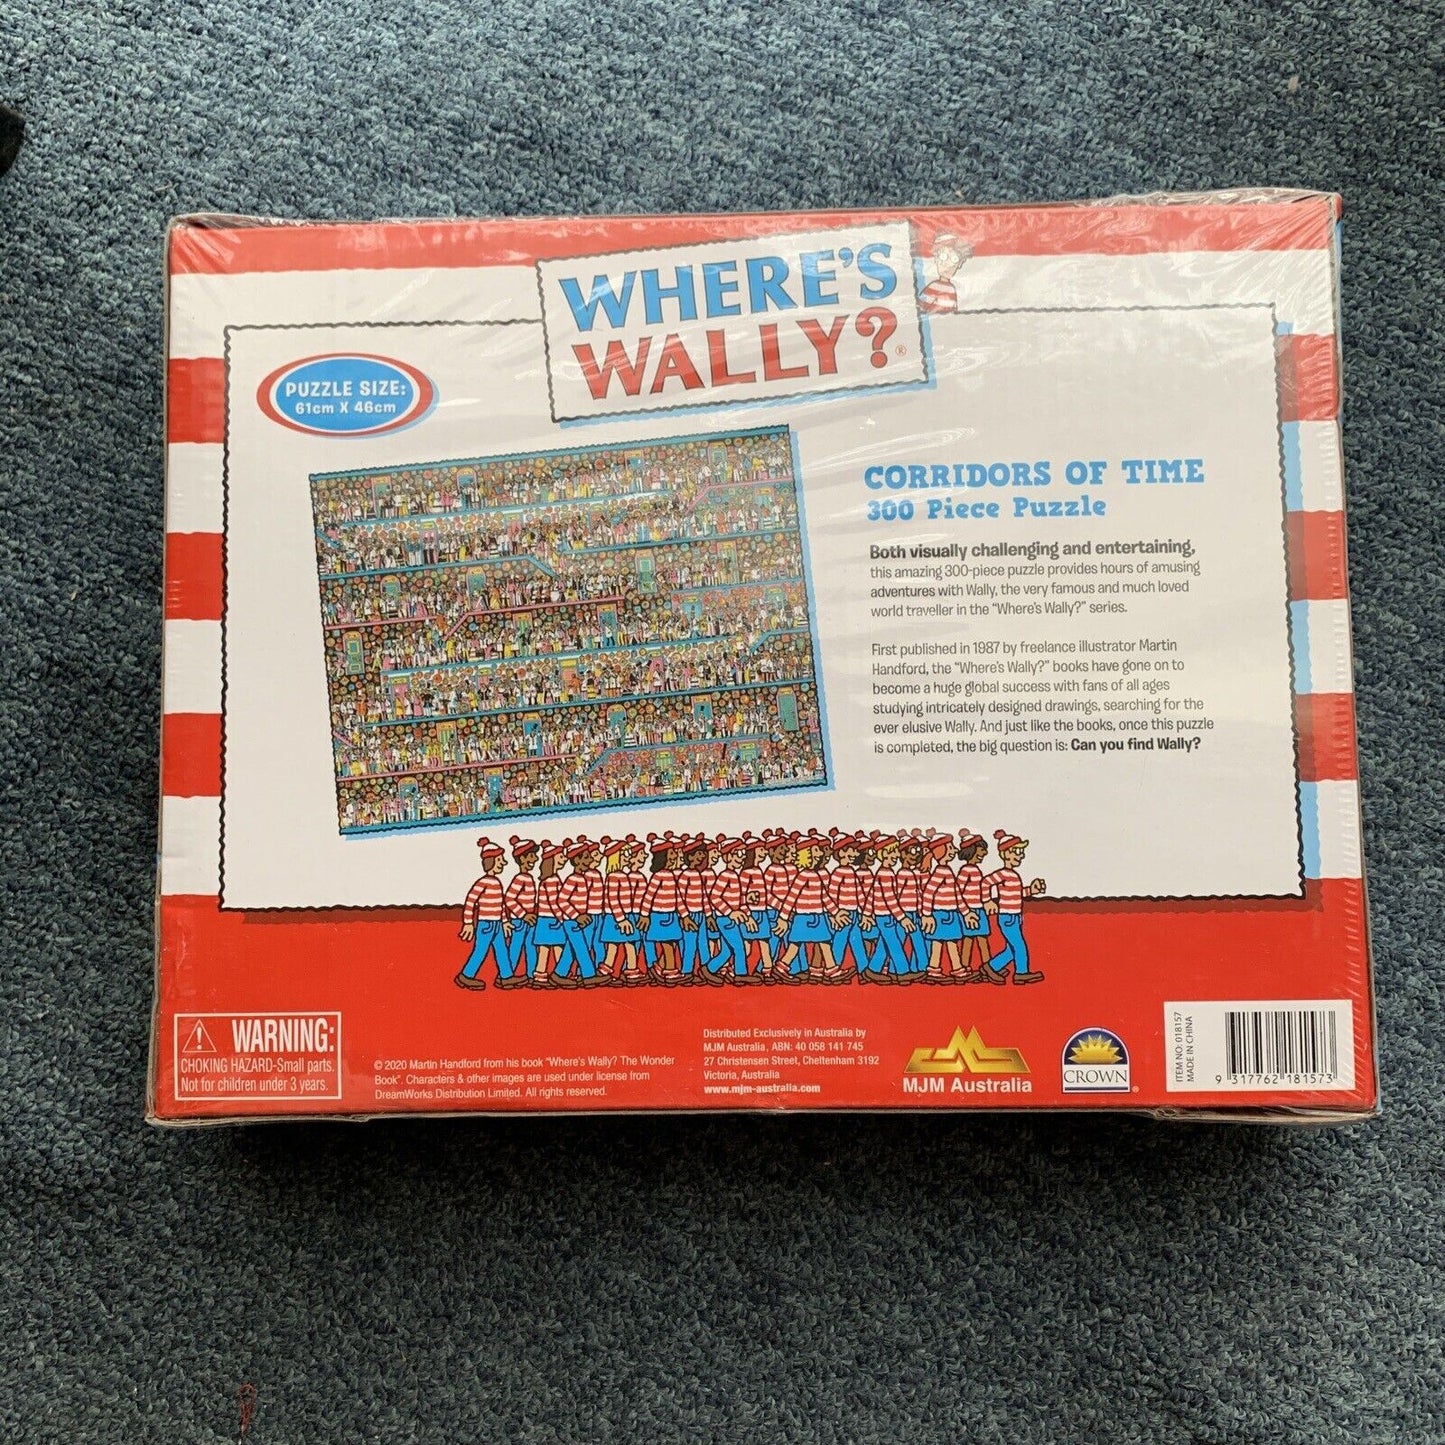 WHERE'S
WALLY?®
PUZZLE SIZE:
61cm X 46cm
CORRIDORS OF TIME
300 Piece Puzzle
Both visually challenging and entertaining,
this amazing 300-piece puzzle provides hours of amusing
adventures with Wally, the very famous and much loved
world traveller in the “Where's Wally?” series.
First published in 1987 by freelance illustrator Martin
Handford, the “Where's Wally?” books have gone on to
become a huge global success with fans of all ages
studying intricately designed drawings, searching for the
ever elusive Wally. And just like the books, once this puzzle
is completed, the big question is: Can you find Wally?
WARNING:
CHOKING HAZARD-Small parts.
Not for children under 3 years.
© 2020 Martin Handford from his book “Where's Wally? The Wonder
Book”. Characters & other images are used under license from
DreamWorks Distribution Limited. All rights reserved.
Distributed Exclusively in Australia by
MJM Australia, ABN: 40 058 141 745
27 Christensen Street, Cheltenham 3192
Victoria, Australia
www.mjm-australia.com
MJM Australia
CROWN®
ITEM NO: 018157
MADE IN CHINA
9 317762 181573